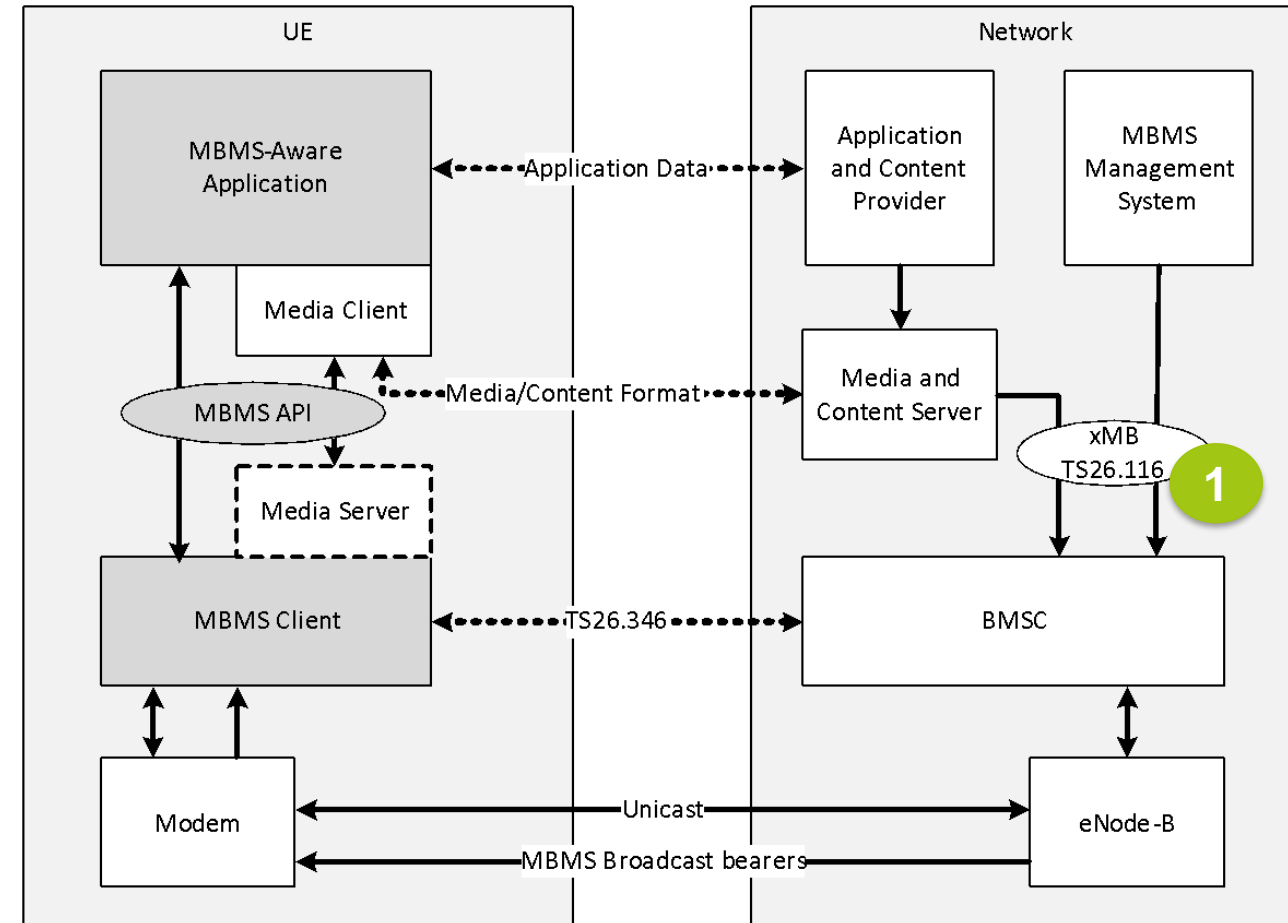 UE
Network
MBMS-Aware
Application
Application Data
Application
and Content
Provider
MBMS
Management
System
Media Client
MBMS API
Media/Content Format
Media and
Content Server
xMB
TS26.116
1
Media Server
MBMS Client
TS26.346
BMSC
Modem
Unicast
eNode-B
MBMS Broadcast bearers